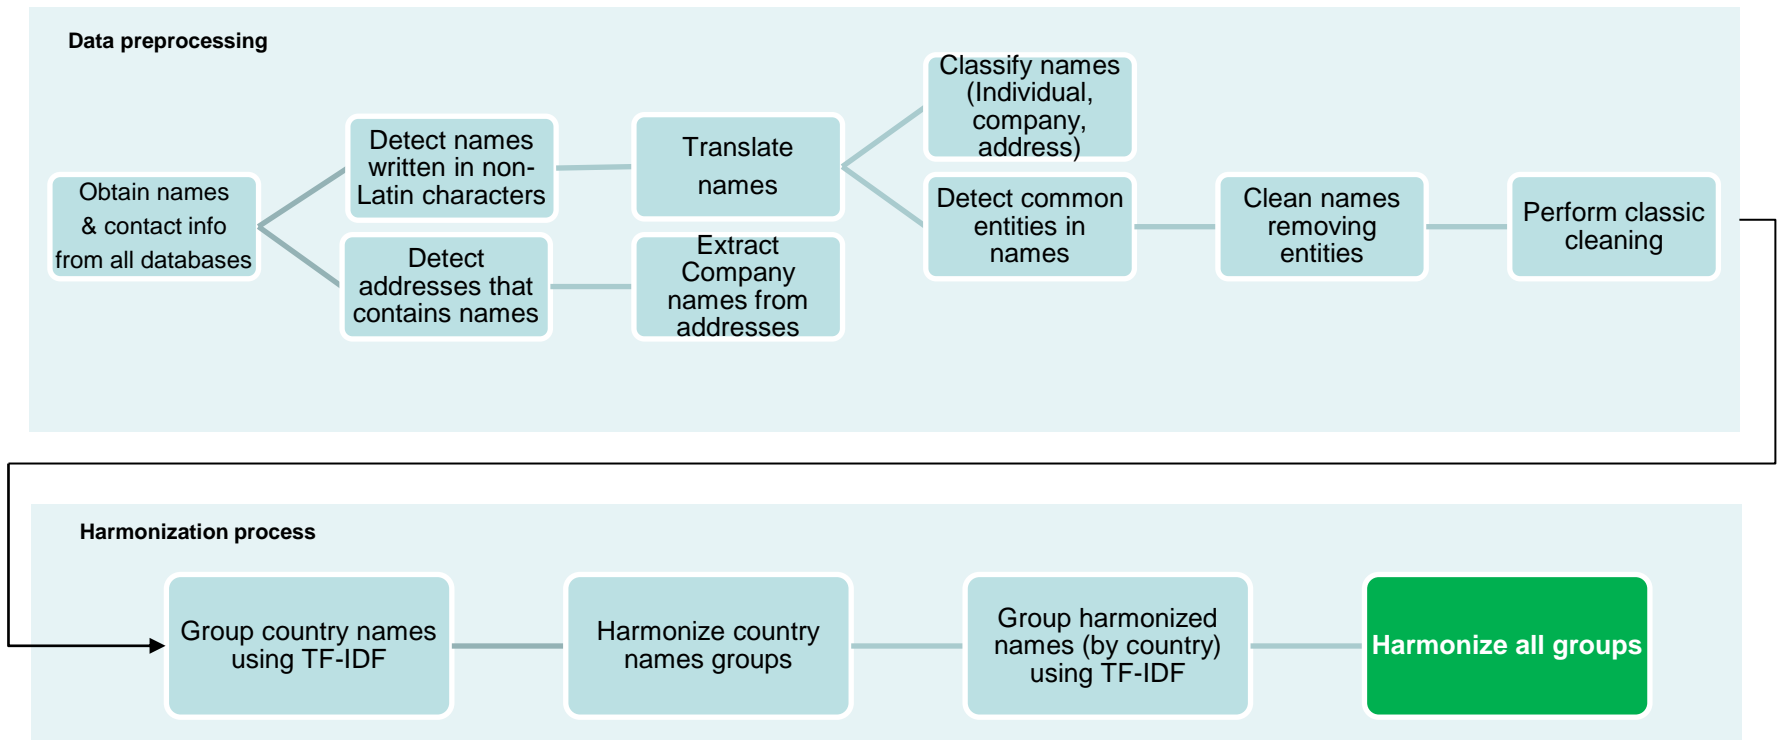 Data preprocessing
Obtain names
& contact info
from all databases
Detect names
written in non-
Latin characters
Detect
addresses that
contains names
Translate
names
Extract
Company
names from
addresses
Classify names
(Individual,
company,
address)
Detect common
entities in
names
Clean names
removing
entities
Perform classic
cleaning
Harmonization process
Group country names
using TF-IDF
Harmonize country
names groups
Group harmonized
names (by country)
using TF-IDF
Harmonize all groups